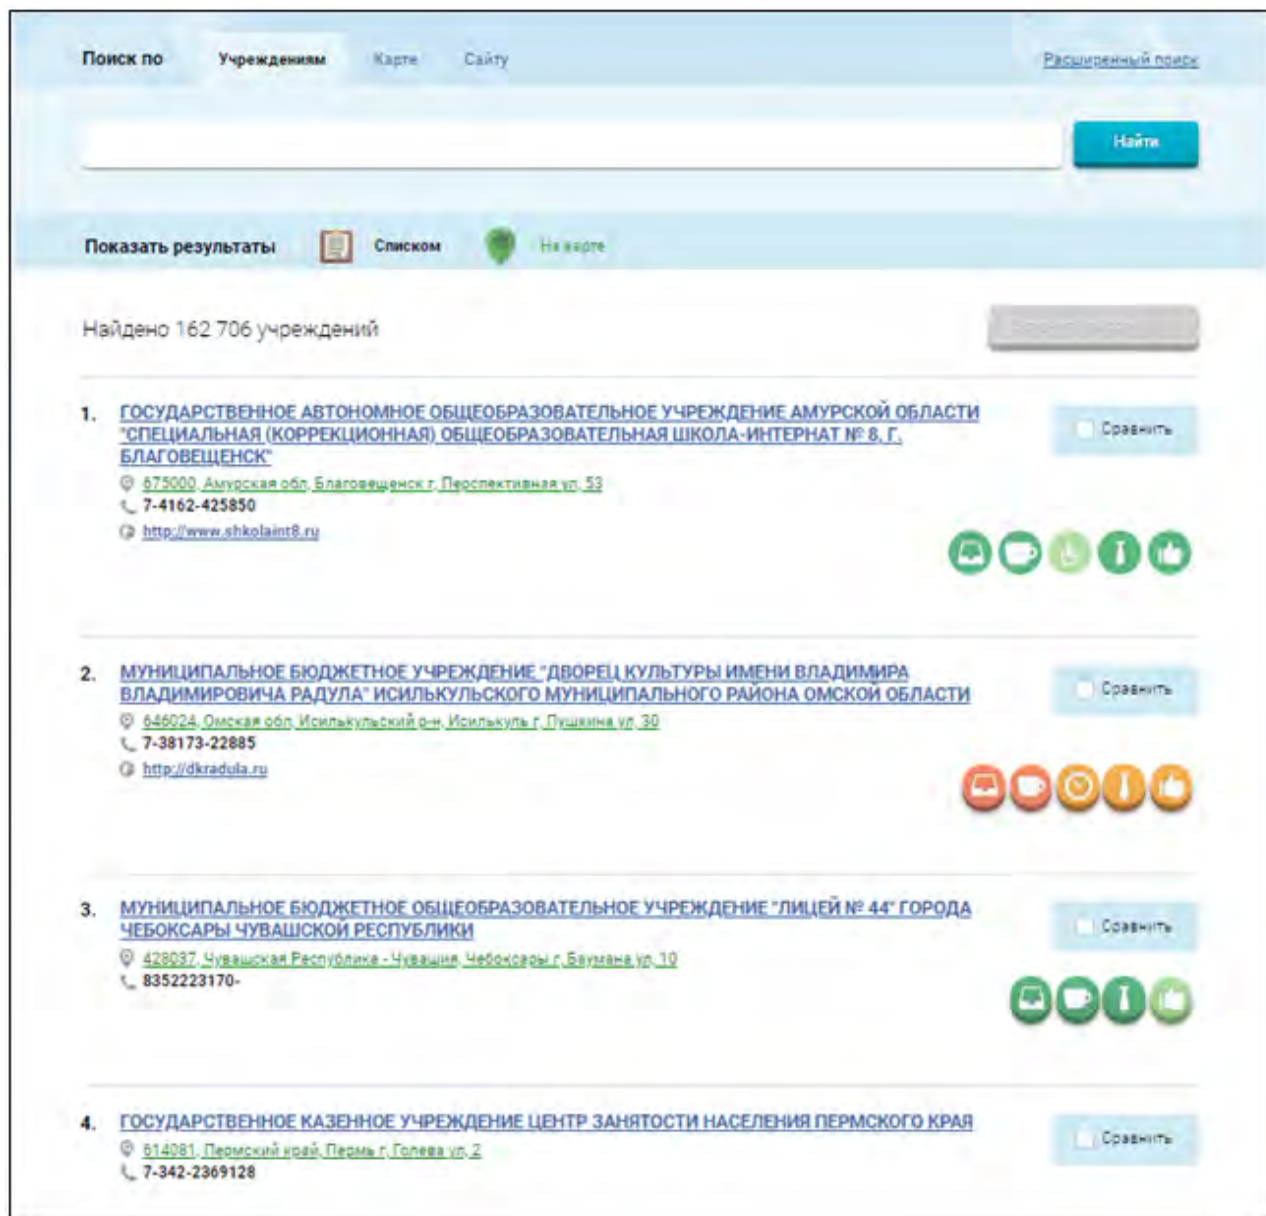 Поиск по Учреждениям Карте Сайту Расширенный поиск
Найти
Показать результаты Списком На карте
Найдено 162 706 учреждений
1. ГОСУДАРСТВЕННОЕ АВТОНОМНОЕ ОБЩЕОБРАЗОВАТЕЛЬНОЕ УЧРЕЖДЕНИЕ АМУРСКОЙ ОБЛАСТИ
"СПЕЦИАЛЬНАЯ (КОРРЕКЦИОННАЯ) ОБЩЕОБРАЗОВАТЕЛЬНАЯ ШКОЛА-ИНТЕРНАТ № 8, Г.
БЛАГОВЕЩЕНСК"
Сравнить
675000, Амурская обл, Благовещенск г, Перспективная ул, 53
7-4162-425850
http://www.shkolaint8.ru
2. МУНИЦИПАЛЬНОЕ БЮДЖЕТНОЕ УЧРЕЖДЕНИЕ "ДВОРЕЦ КУЛЬТУРЫ ИМЕНИ ВЛАДИМИРА
ВЛАДИМИРОВИЧА РАДУЛА" ИСИЛЬКУЛЬСКОГО МУНИЦИПАЛЬНОГО РАЙОНА ОМСКОЙ ОБЛАСТИ
Сравнить
646024, Омская обл, Исилькульский р-н, Исилькуль г, Пушкина ул, 30
7-38173-22885
http://dkradula.ru
3. МУНИЦИПАЛЬНОЕ БЮДЖЕТНОЕ ОБЩЕОБРАЗОВАТЕЛЬНОЕ УЧРЕЖДЕНИЕ "ЛИЦЕЙ № 44" ГОРОДА
ЧЕБОКСАРЫ ЧУВАШСКОЙ РЕСПУБЛИКИ
Сравнить
428037, Чувашская Республика - Чувашия, Чебоксары г, Баумана ул, 10
8352223170-
4. ГОСУДАРСТВЕННОЕ КАЗЕННОЕ УЧРЕЖДЕНИЕ ЦЕНТР ЗАНЯТОСТИ НАСЕЛЕНИЯ ПЕРМСКОГО КРАЯ
Сравнить
614081, Пермский край, Пермь г, Голева ул, 2
7-342-2369128